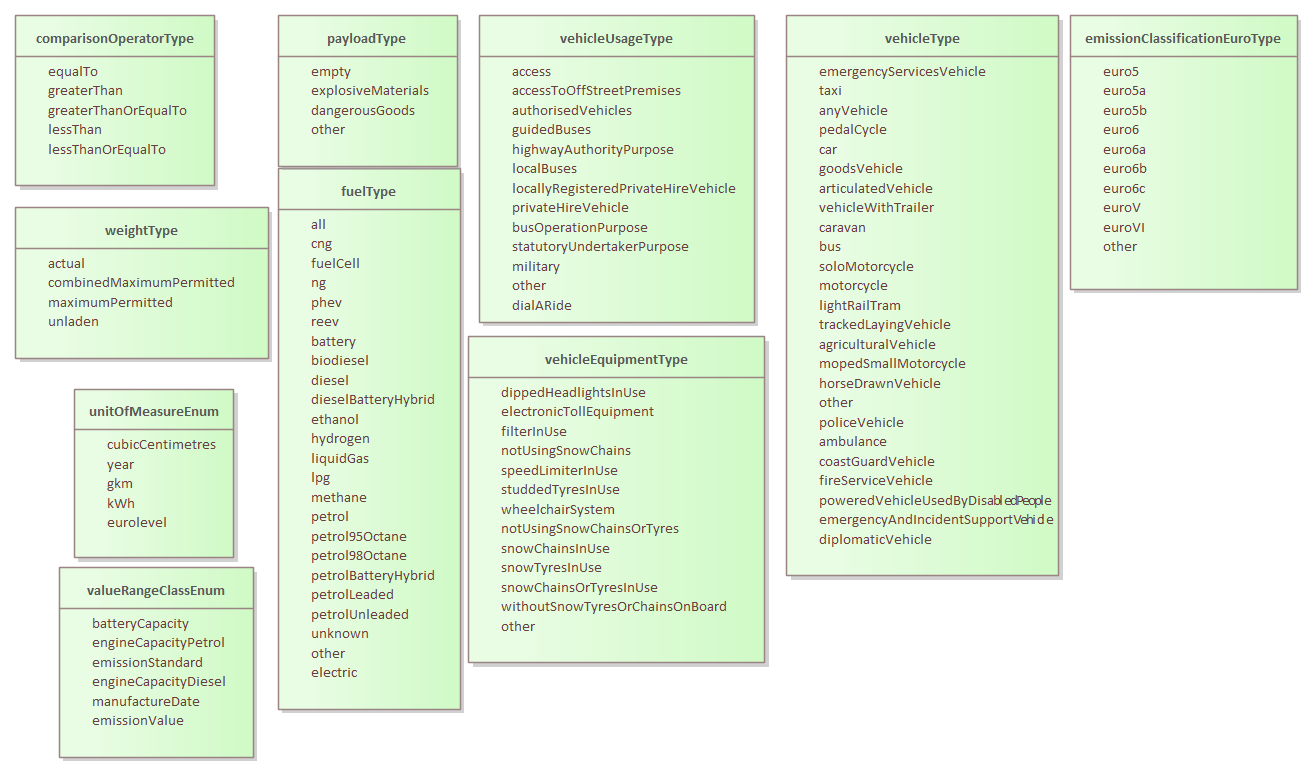 comparisonOperatorType
equalTo
greaterThan
greaterThanOrEqualTo
lessThan
lessThanOrEqualTo
weightType
actual
combinedMaximumPermitted
maximumPermitted
unladen
unitOfMeasureEnum
cubicCentimetres
year
gkm
kWh
eurolevel
valueRangeClassEnum
batteryCapacity
engineCapacityPetrol
emissionStandard
engineCapacityDiesel
manufactureDate
emissionValue
payloadType
empty
explosiveMaterials
dangerousGoods
other
fuelType
all
cng
fuelCell
ng
phev
reev
battery
biodiesel
diesel
dieselBatteryHybrid
ethanol
hydrogen
liquidGas
lpg
methane
petrol
petrol95Octane
petrol98Octane
petrolBatteryHybrid
petrolLeaded
petrolUnleaded
unknown
other
electric
vehicleUsageType
access
accessToOffStreetPremises
authorisedVehicles
guidedBuses
highwayAuthorityPurpose
localBuses
locallyRegisteredPrivateHireVehicle
privateHireVehicle
busOperationPurpose
statutoryUndertakerPurpose
military
other
dialARide
vehicleEquipmentType
dippedHeadlightsInUse
electronicTollEquipment
filterInUse
notUsingSnowChains
speedLimiterInUse
studdedTyresInUse
wheelchairSystem
notUsingSnowChainsOrTyres
snowChainsInUse
snowTyresInUse
snowChainsOrTyresInUse
withoutSnowTyresOrChainsOnBoard
other
vehicleType
emergencyServicesVehicle
taxi
anyVehicle
pedalCycle
car
goodsVehicle
articulatedVehicle
vehicleWithTrailer
caravan
bus
soloMotorcycle
motorcycle
lightRailTram
trackedLayingVehicle
agriculturalVehicle
mopedSmallMotorcycle
horseDrawnVehicle
other
policeVehicle
ambulance
coastGuardVehicle
fireServiceVehicle
poweredVehicleUsedByDisabledPeople
emergencyAndIncidentSupportVehicle
diplomaticVehicle
emissionClassificationEuroType
euro5
euro5a
euro5b
euro6
euro6a
euro6b
euro6c
euroV
euroVI
other